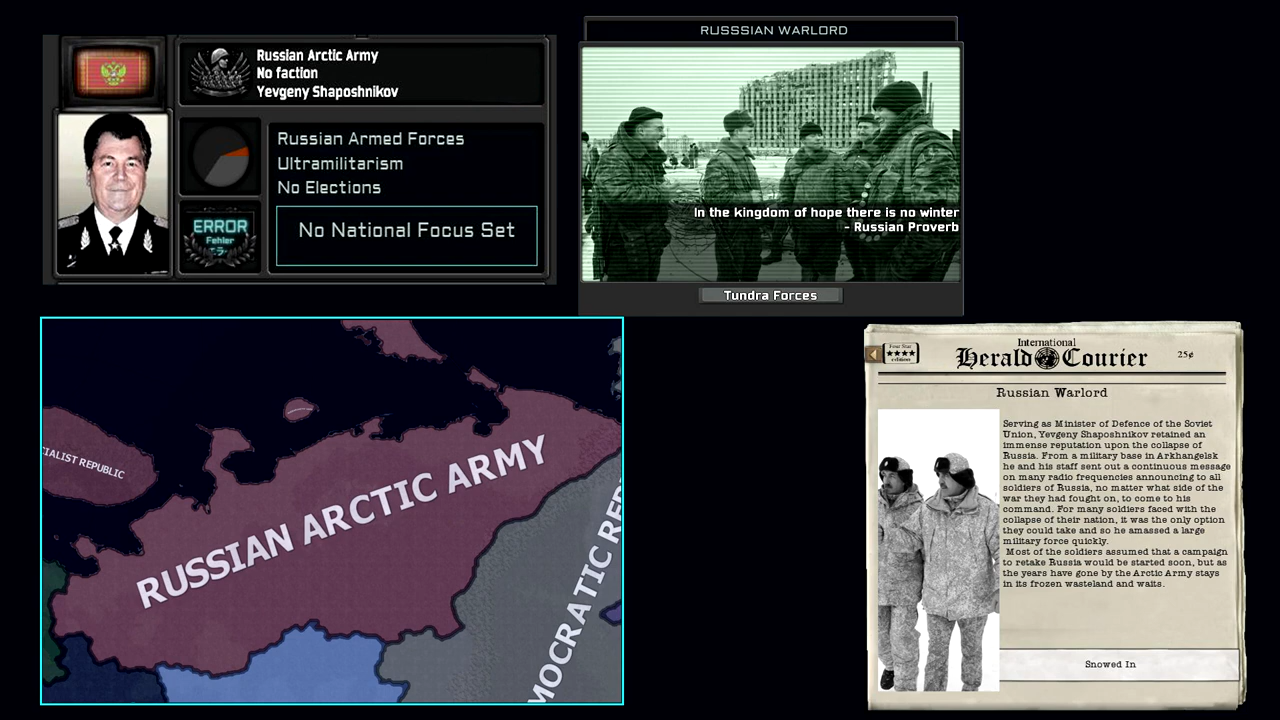 Russian Arctic Army
No faction
Yevgeny Shaposhnikov
Russian Armed Forces
Ultramilitarism
No Elections
ERROR
Fehler
エラー
No National Focus Set
RUSSSIAN WARLORD
In the kingdom of hope there is no winter
- Russian Proverb
Tundra Forces
CIALIST REPUBLIC
RUSSIAN ARCTIC ARMY
MOCRATIC REP
Four Star
edition
International
Herald Courier
25¢
Russian Warlord
Serving as Minister of Defence of the Soviet
Union, Yevgeny Shaposhnikov retained an
immense reputation upon the collapse of
Russia. From a military base in Arkhangelsk
he and his staff sent out a continuous message
on many radio frequencies announcing to all
soldiers of Russia, no matter what side of the
war they had fought on, to come to his
command. For many soldiers faced with the
collapse of their nation, it was the only option
they could take and so he amassed a large
military force quickly.
Most of the soldiers assumed that a campaign
to retake Russia would be started soon, but as
the years have gone by the Arctic Army stays
in its frozen wasteland and waits.
Snowed In